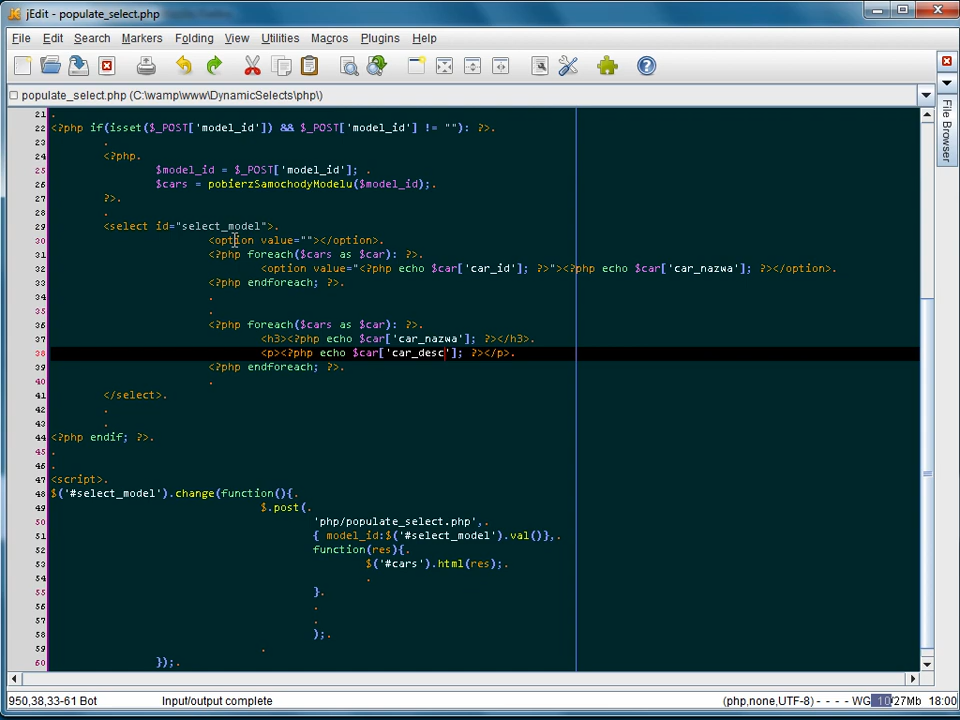 jEdit - populate_select.php
File Edit Search Markers Folding View Utilities Macros Plugins Help
populate_select.php (C:\wamp\www\DynamicSelects\php\)
File Browser
21 .
22 <?php if(isset($_POST['model_id']) && $_POST['model_id'] != ""): ?>.
23 .
24 <?php.
25 $model_id = $_POST['model_id']; .
26 $cars = pobierzSamochodyModelu($model_id);.
27 ?>.
28 .
29 <select id="select_model">.
30 <option value=""></option>.
31 <?php foreach($cars as $car): ?>.
32 <option value="<?php echo $car['car_id']; ?>"><?php echo $car['car_nazwa']; ?></option>.
33 <?php endforeach; ?>.
34 .
35 .
36 <?php foreach($cars as $car): ?>.
37 <h3><?php echo $car['car_nazwa']; ?></h3>.
38 <p><?php echo $car['car_desc']; ?></p>.
39 <?php endforeach; ?>.
40 .
41 </select>.
42 .
43 .
44 <?php endif; ?>.
45 .
46 .
47 <script>.
48 $('#select_model').change(function(){.
49 $.post(.
50 'php/populate_select.php',.
51 { model_id:$('#select_model').val()},.
52 function(res){.
53 $('#cars').html(res);.
54 .
55 }.
56 .
57 .
58 );.
59 .
60 });.
950,38,33-61 Bot Input/output complete (php,none,UTF-8) - - - - WG 10/27Mb 18:00